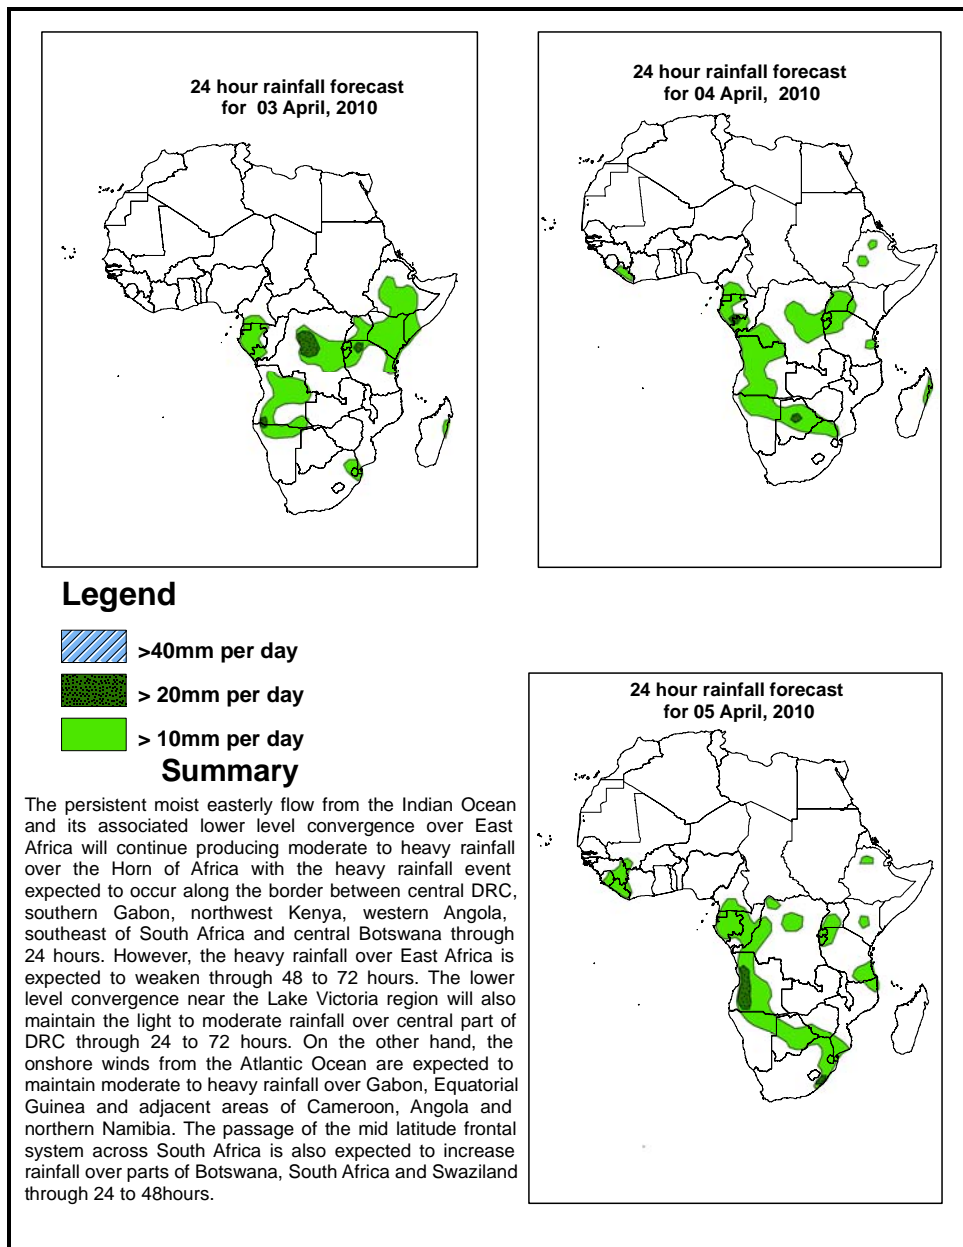 24 hour rainfall forecast
for 03 April, 2010
24 hour rainfall forecast
for 04 April, 2010
Legend
>40mm per day
> 20mm per day
> 10mm per day
24 hour rainfall forecast
for 05 April, 2010
Summary
The persistent moist easterly flow from the Indian Ocean
and its associated lower level convergence over East
Africa will continue producing moderate to heavy rainfall
over the Horn of Africa with the heavy rainfall event
expected to occur along the border between central DRC,
southern Gabon, northwest Kenya, western Angola,
southeast of South Africa and central Botswana through
24 hours. However, the heavy rainfall over East Africa is
expected to weaken through 48 to 72 hours. The lower
level convergence near the Lake Victoria region will also
maintain the light to moderate rainfall over central part of
DRC through 24 to 72 hours. On the other hand, the
onshore winds from the Atlantic Ocean are expected to
maintain moderate to heavy rainfall over Gabon, Equatorial
Guinea and adjacent areas of Cameroon, Angola and
northern Namibia. The passage of the mid latitude frontal
system across South Africa is also expected to increase
rainfall over parts of Botswana, South Africa and Swaziland
through 24 to 48hours.